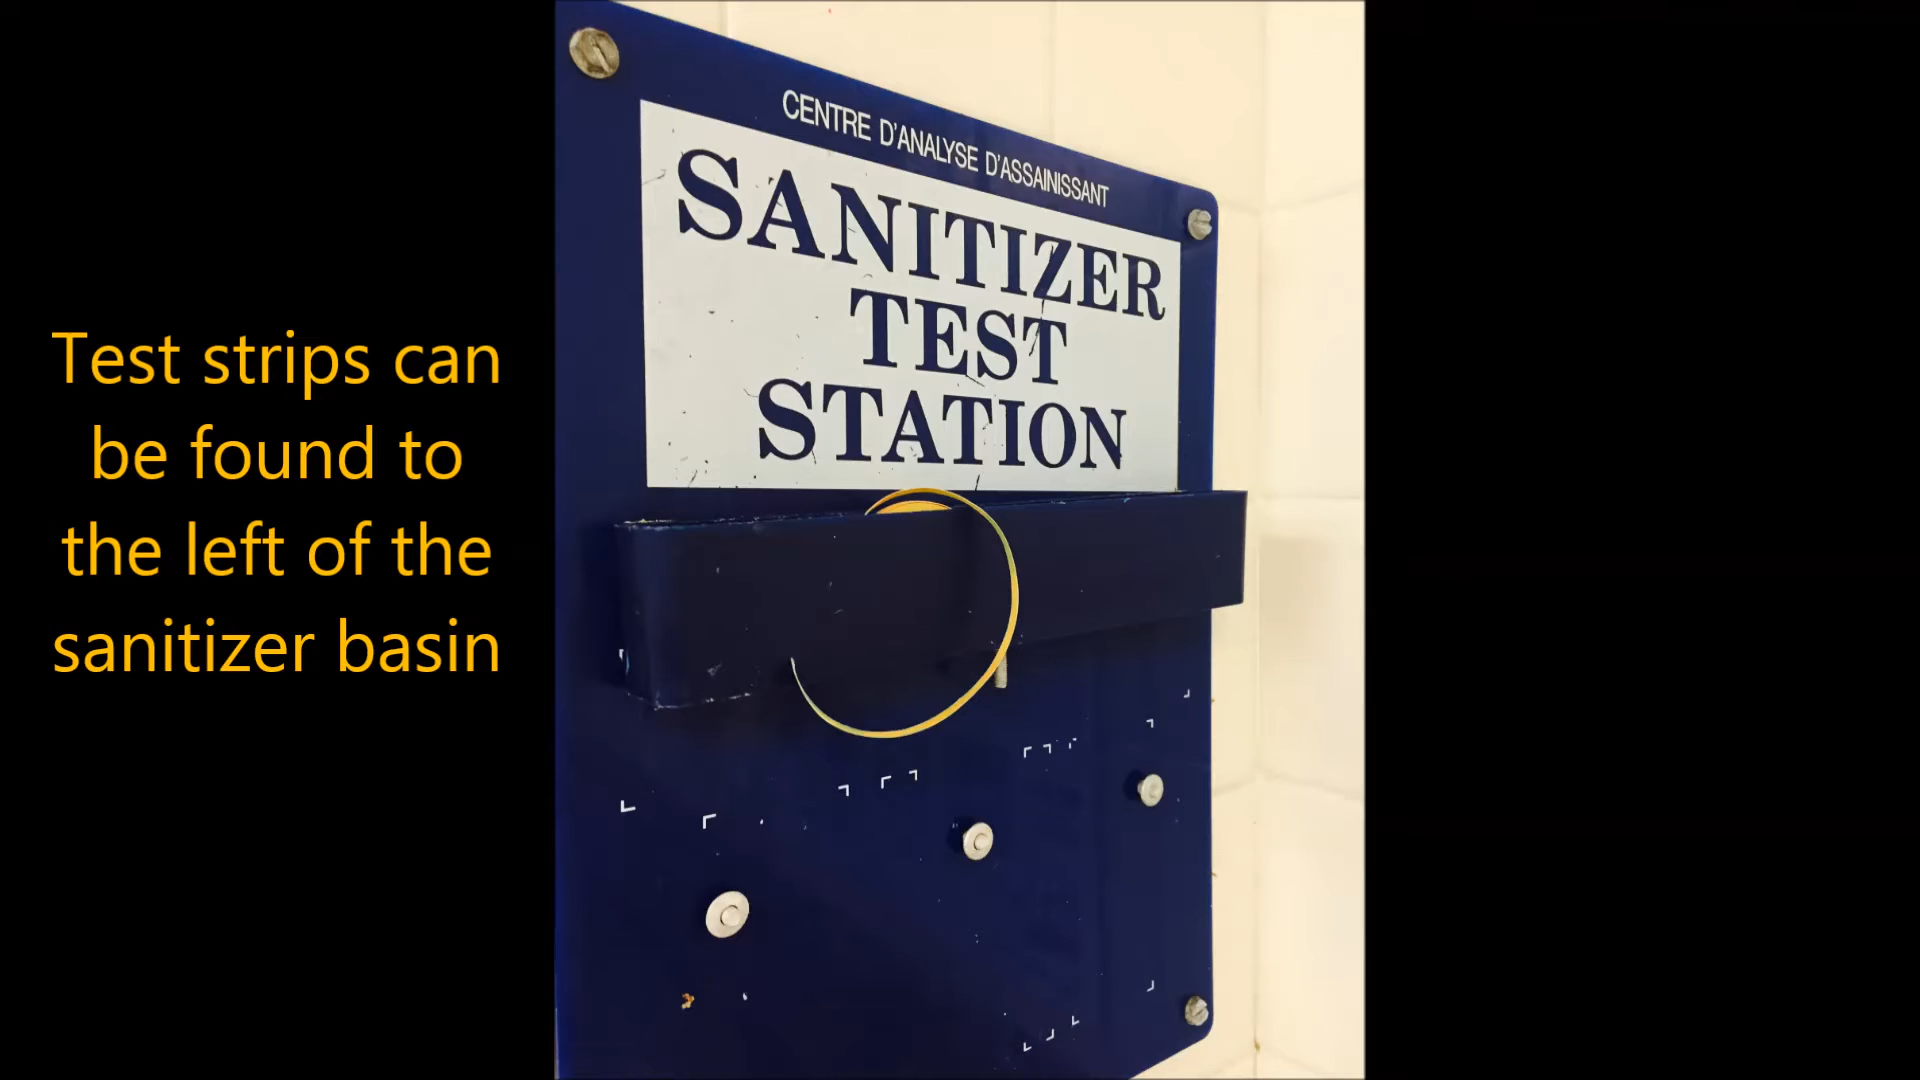 Test strips can
be found to
the left of the
sanitizer basin
CENTRE D'ANALYSE D'ASSAINISSANT
SANITIZER
TEST
STATION